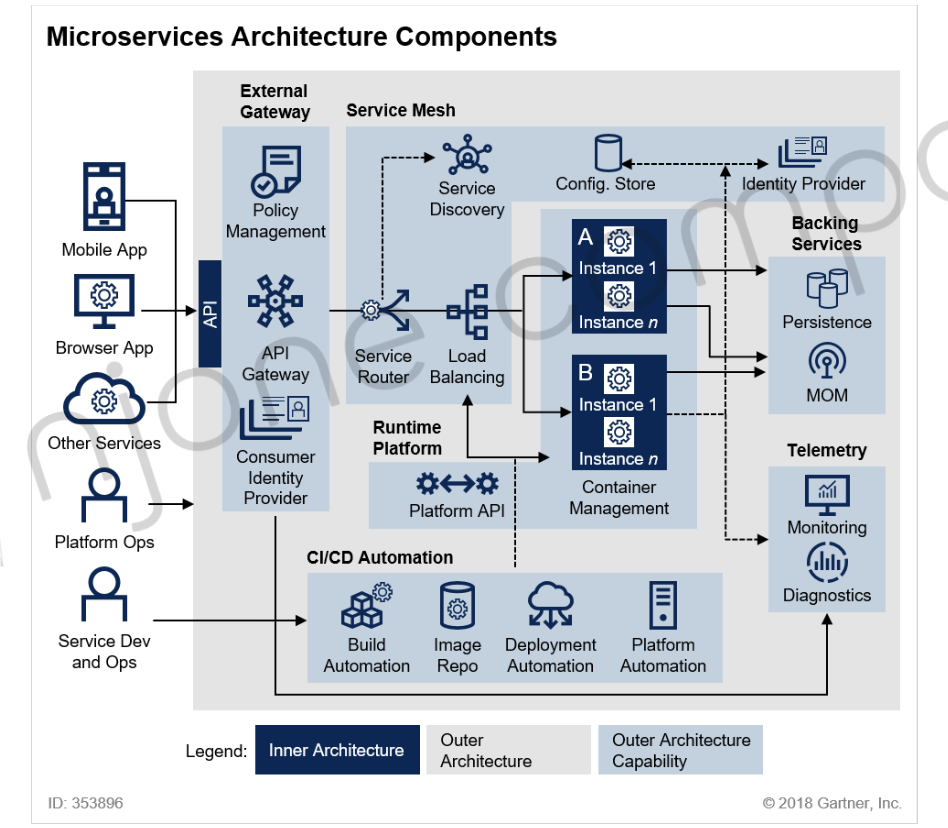 Microservices Architecture Components
External
Gateway
Service Mesh
Policy
Management
Service
Discovery
Config. Store
Identity Provider
Mobile App
Browser App
Other Services
Platform Ops
Service Dev
and Ops
API
API
Gateway
Consumer
Identity
Provider
Service
Router
Load
Balancing
A
Instance 1
Instance n
B
Instance 1
Instance n
Container
Management
Backing
Services
Persistence
MOM
Runtime
Platform
Platform API
Telemetry
Monitoring
Diagnostics
CI/CD Automation
Build
Automation
Image
Repo
Deployment
Automation
Platform
Automation
Legend:
Inner Architecture
Outer
Architecture
Outer Architecture
Capability
ID: 353896
© 2018 Gartner, Inc.